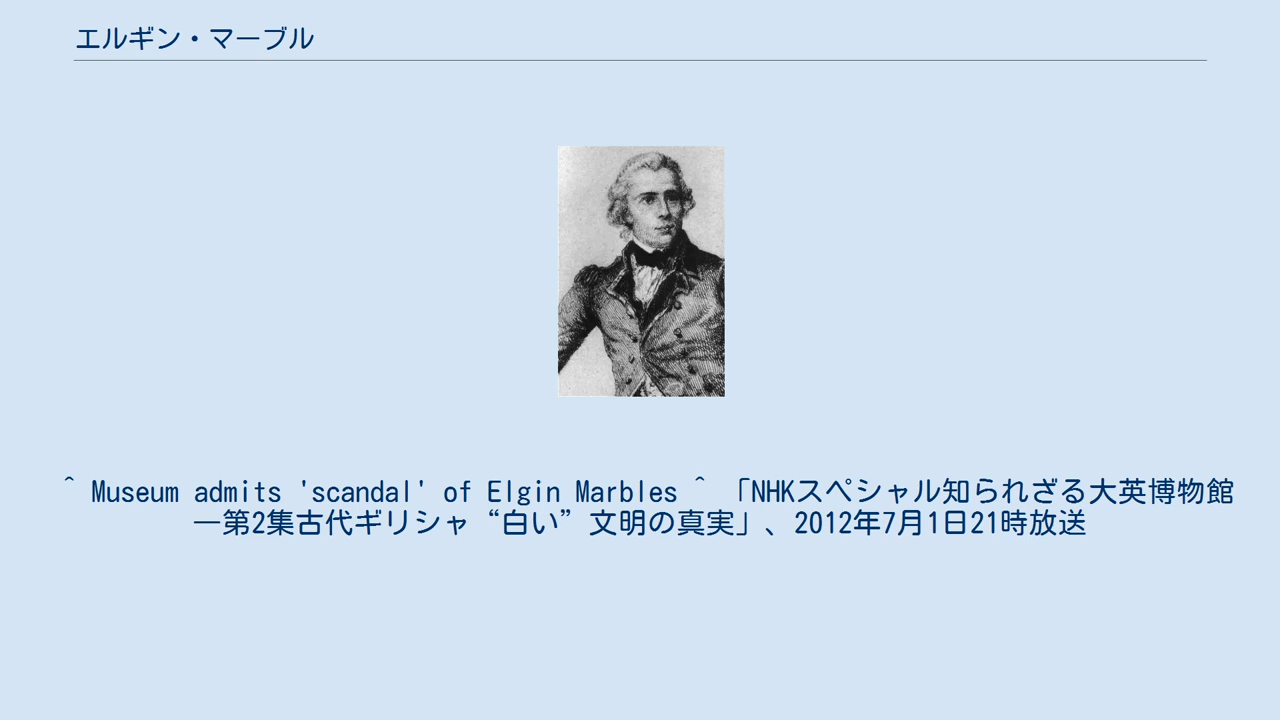 エルギン・マーブル
^ Museum admits 'scandal' of Elgin Marbles ^ 「NHKスペシャル知られざる大英博物館
―第2集古代ギリシャ“白い”文明の真実」、2012年7月1日21時放送